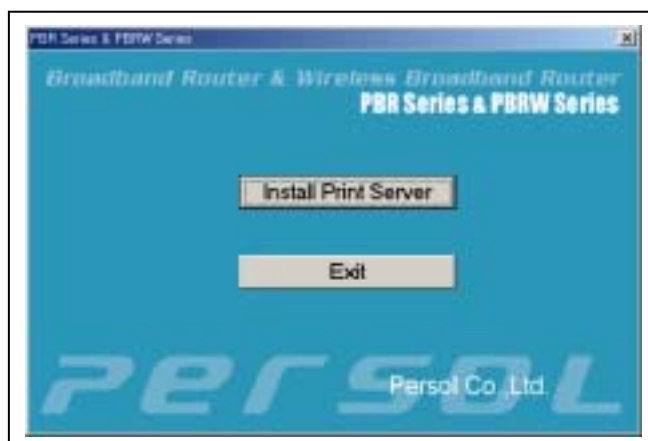 PBR Series & PBRW Series
Broadband Router & Wireless Broadband Router
PBR Series & PBRW Series
Install Print Server
Exit
PERSOL
Persol Co.,Ltd.